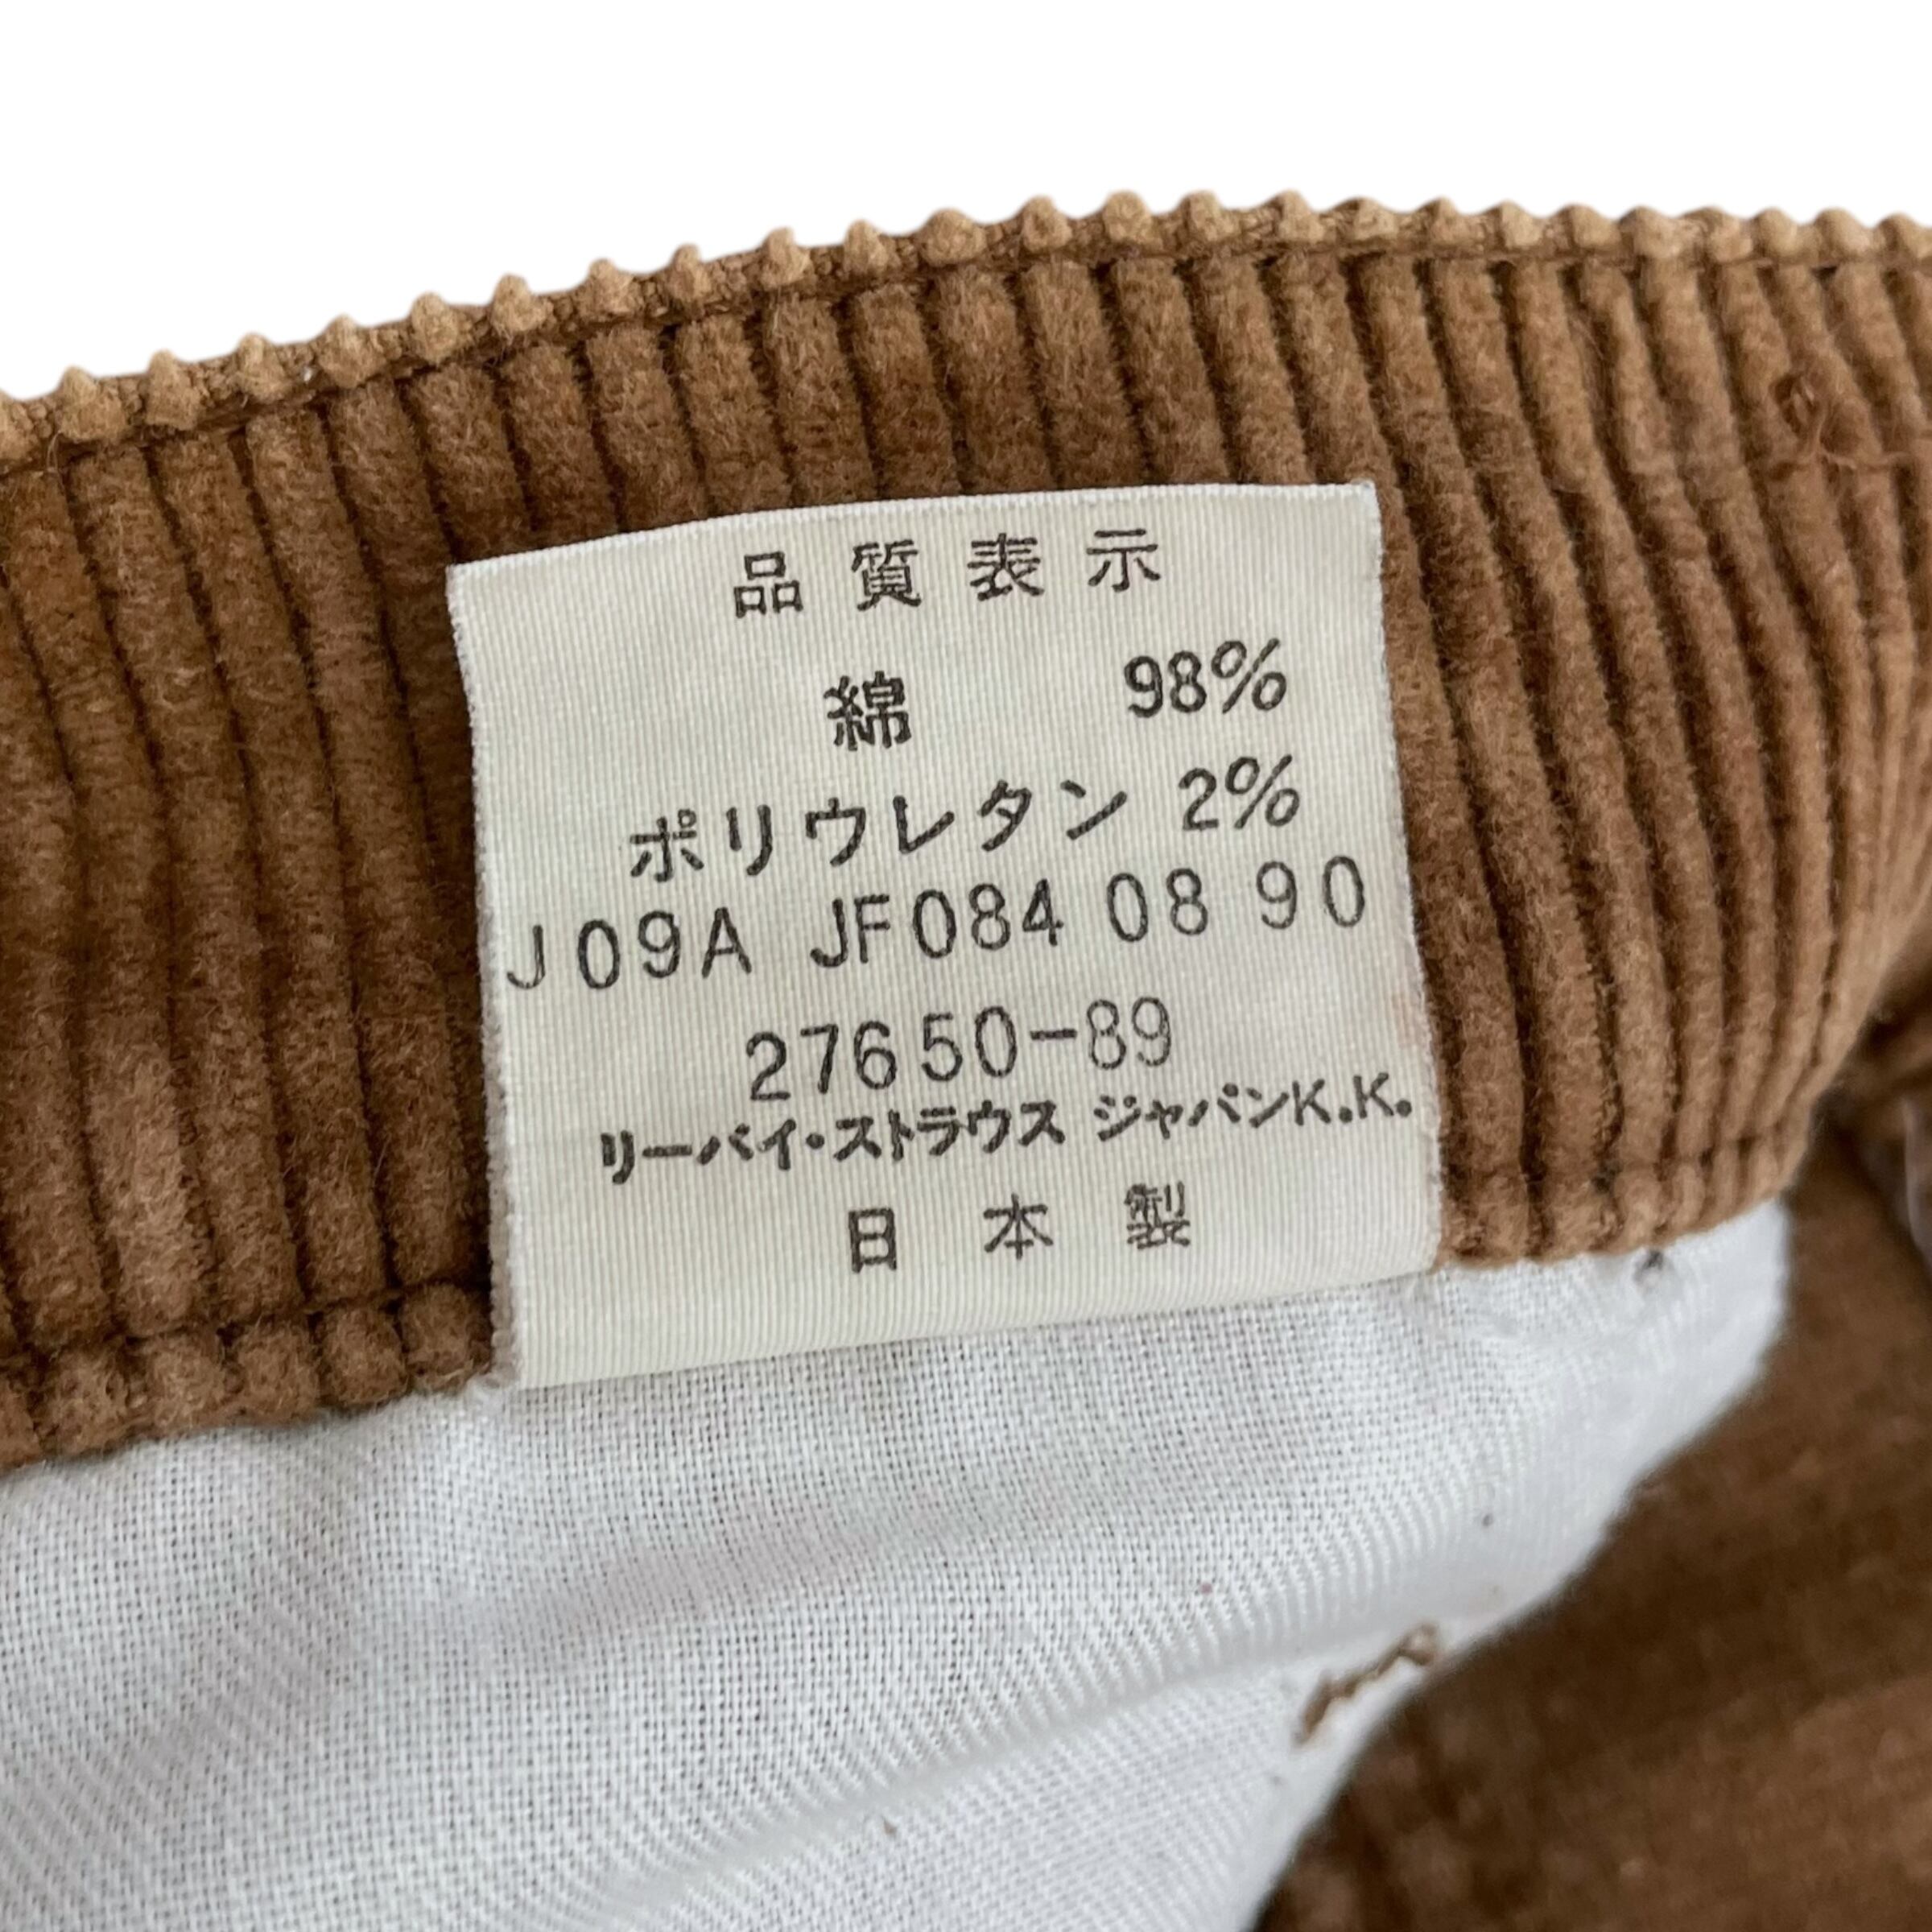 品質表示
綿 98%
ポリウレタン 2%
J09A JF084 08 90
27650-89
リーバイ・ストラウス ジャパンK.K.
日本製